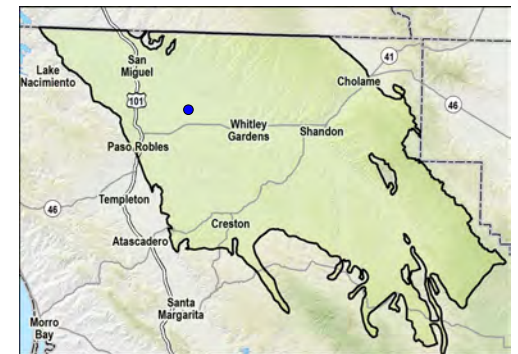 San
Miguel
Lake
Nacimiento
41
Cholame
101
46
Whitley
Gardens
Shandon
Paso Robles
Templeton
46
Creston
Atascadero
Santa
Margarita
Morro
Bay